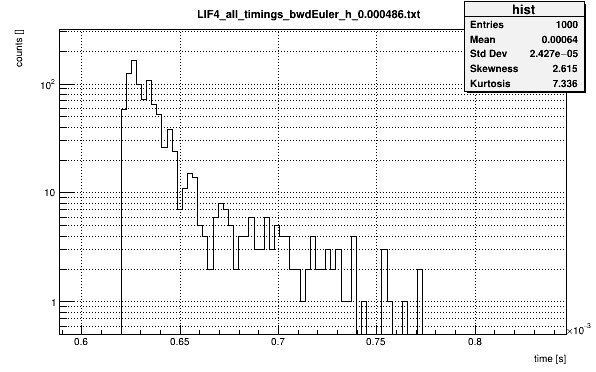 LIF4_all_timings_bwdEuler_h_0.000486.txt
hist
Entries 1000
Mean 0.00064
Std Dev 2.427e−05
Skewness 2.615
Kurtosis 7.336
counts []
10²
10
1
0.6 0.65 0.7 0.75 0.8
×10⁻³
time [s]